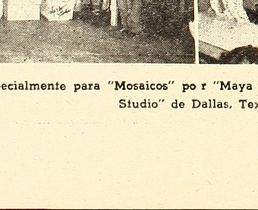 ecialmente para "Mosaicos" po r "Maya
Studio" de Dallas, Tex